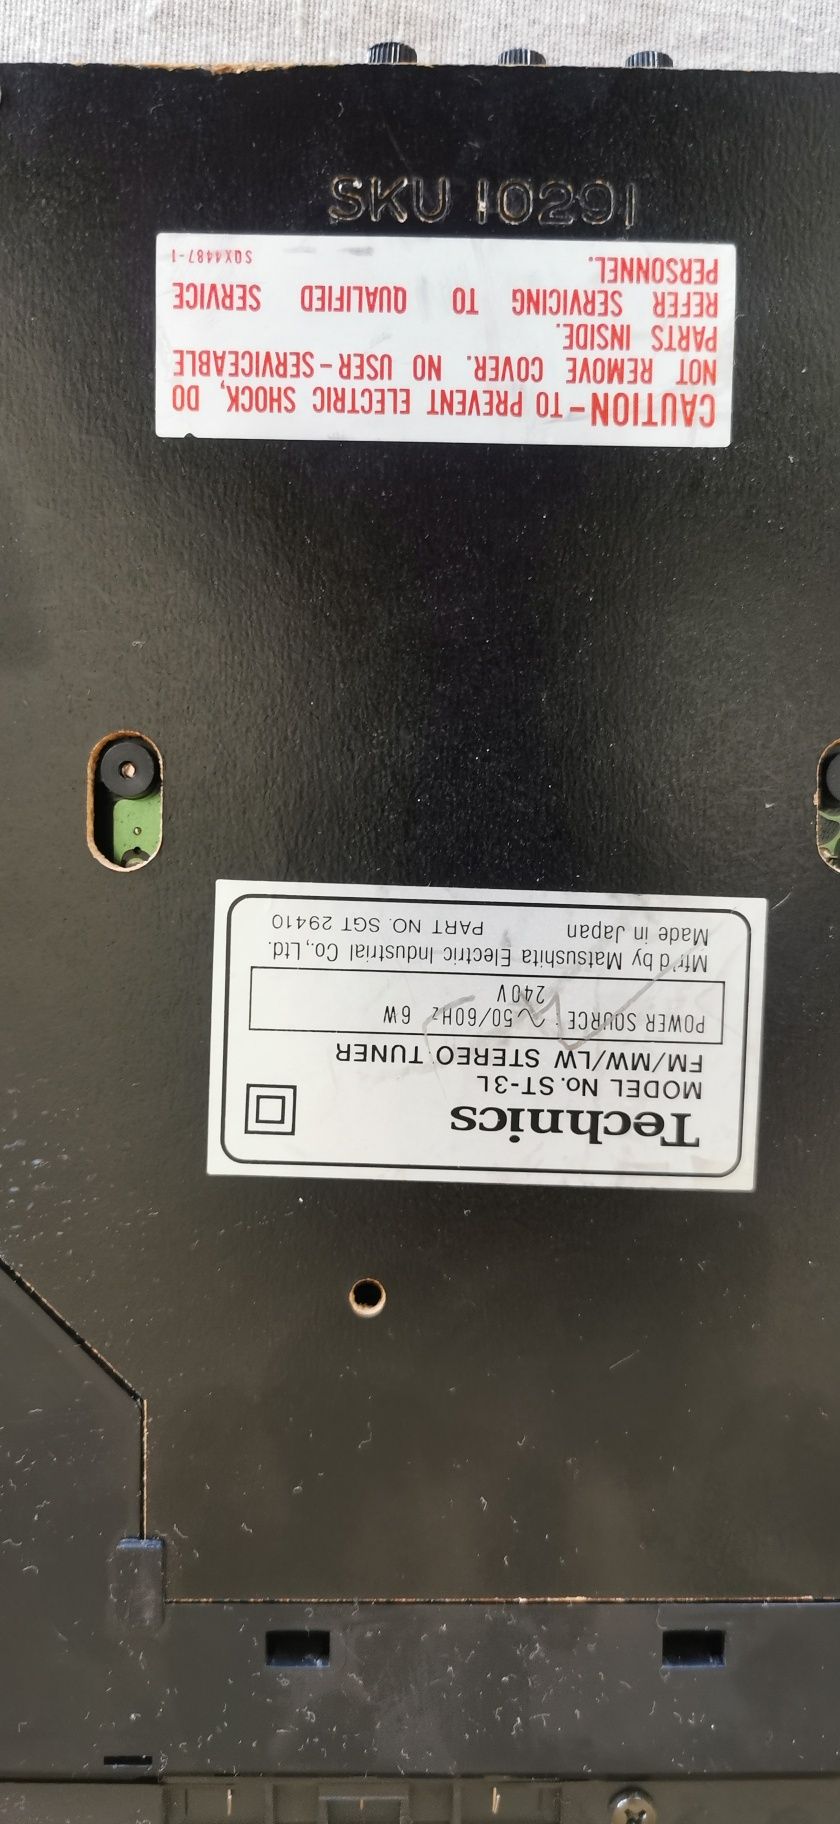 SKU 10291
CAUTION-TO PREVENT ELECTRIC SHOCK, DO
NOT REMOVE COVER. NO USER-SERVICEABLE
PARTS INSIDE.
REFER SERVICING TO QUALIFIED SERVICE
PERSONNEL.
SQX4487-1
Technics
MODEL No. ST-3L
FM/MW/LW STEREO TUNER
POWER SOURCE: ~ 50/60Hz 6W
240V
Mfr'd by Matsushita Electric Industrial Co., Ltd.
Made in Japan PART NO. SGT 29410